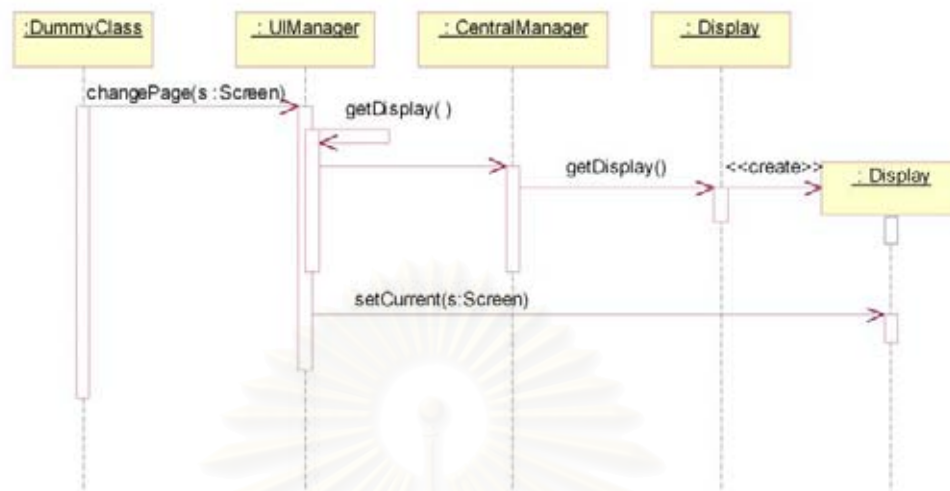 :DummyClass
: UIManager
: CentralManager
: Display
changePage(s :Screen)
getDisplay( )
getDisplay()
<<create>>
: Display
setCurrent(s:Screen)